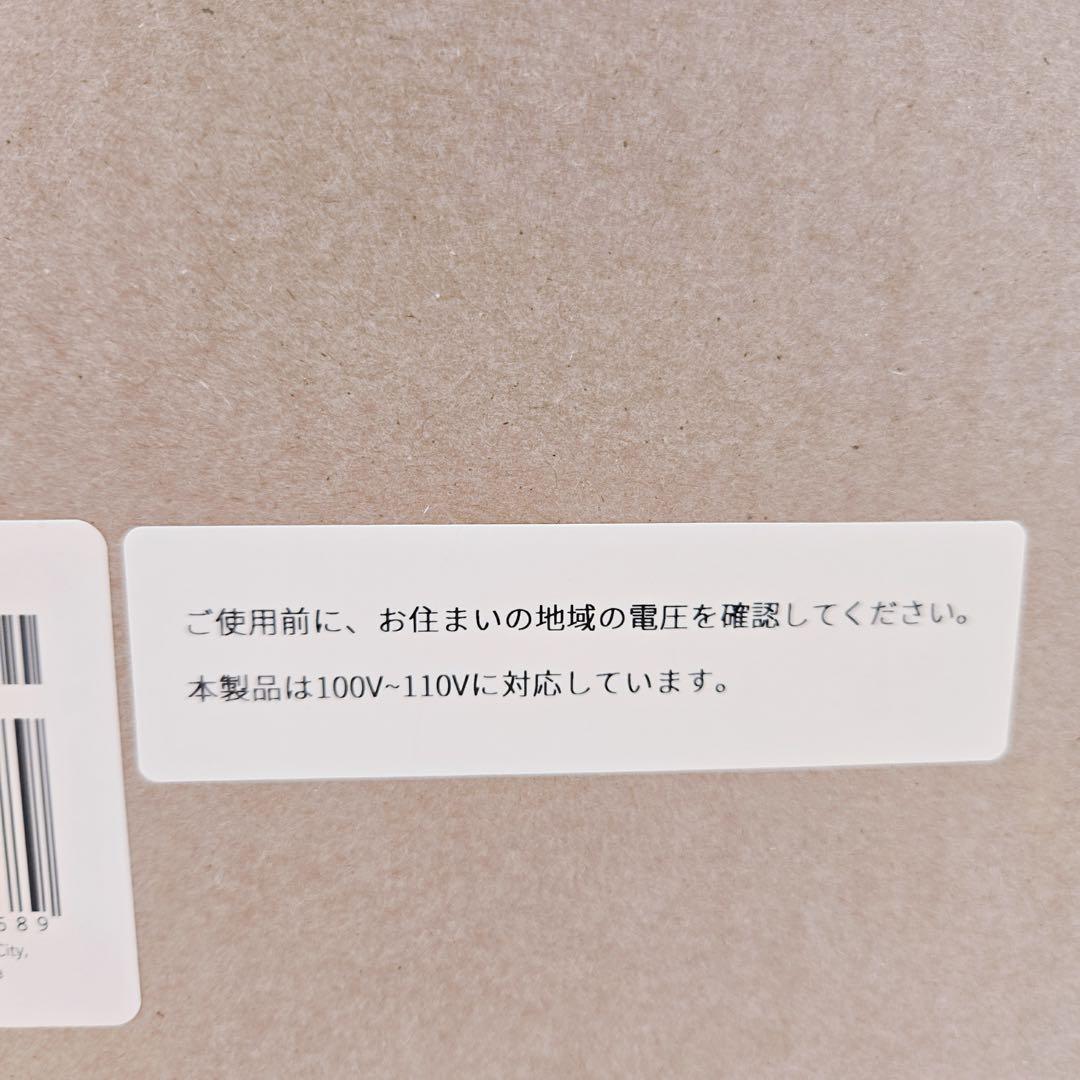 ご使用前に、お住まいの地域の電圧を確認してください。
本製品は100V~110Vに対応しています。
589
City,